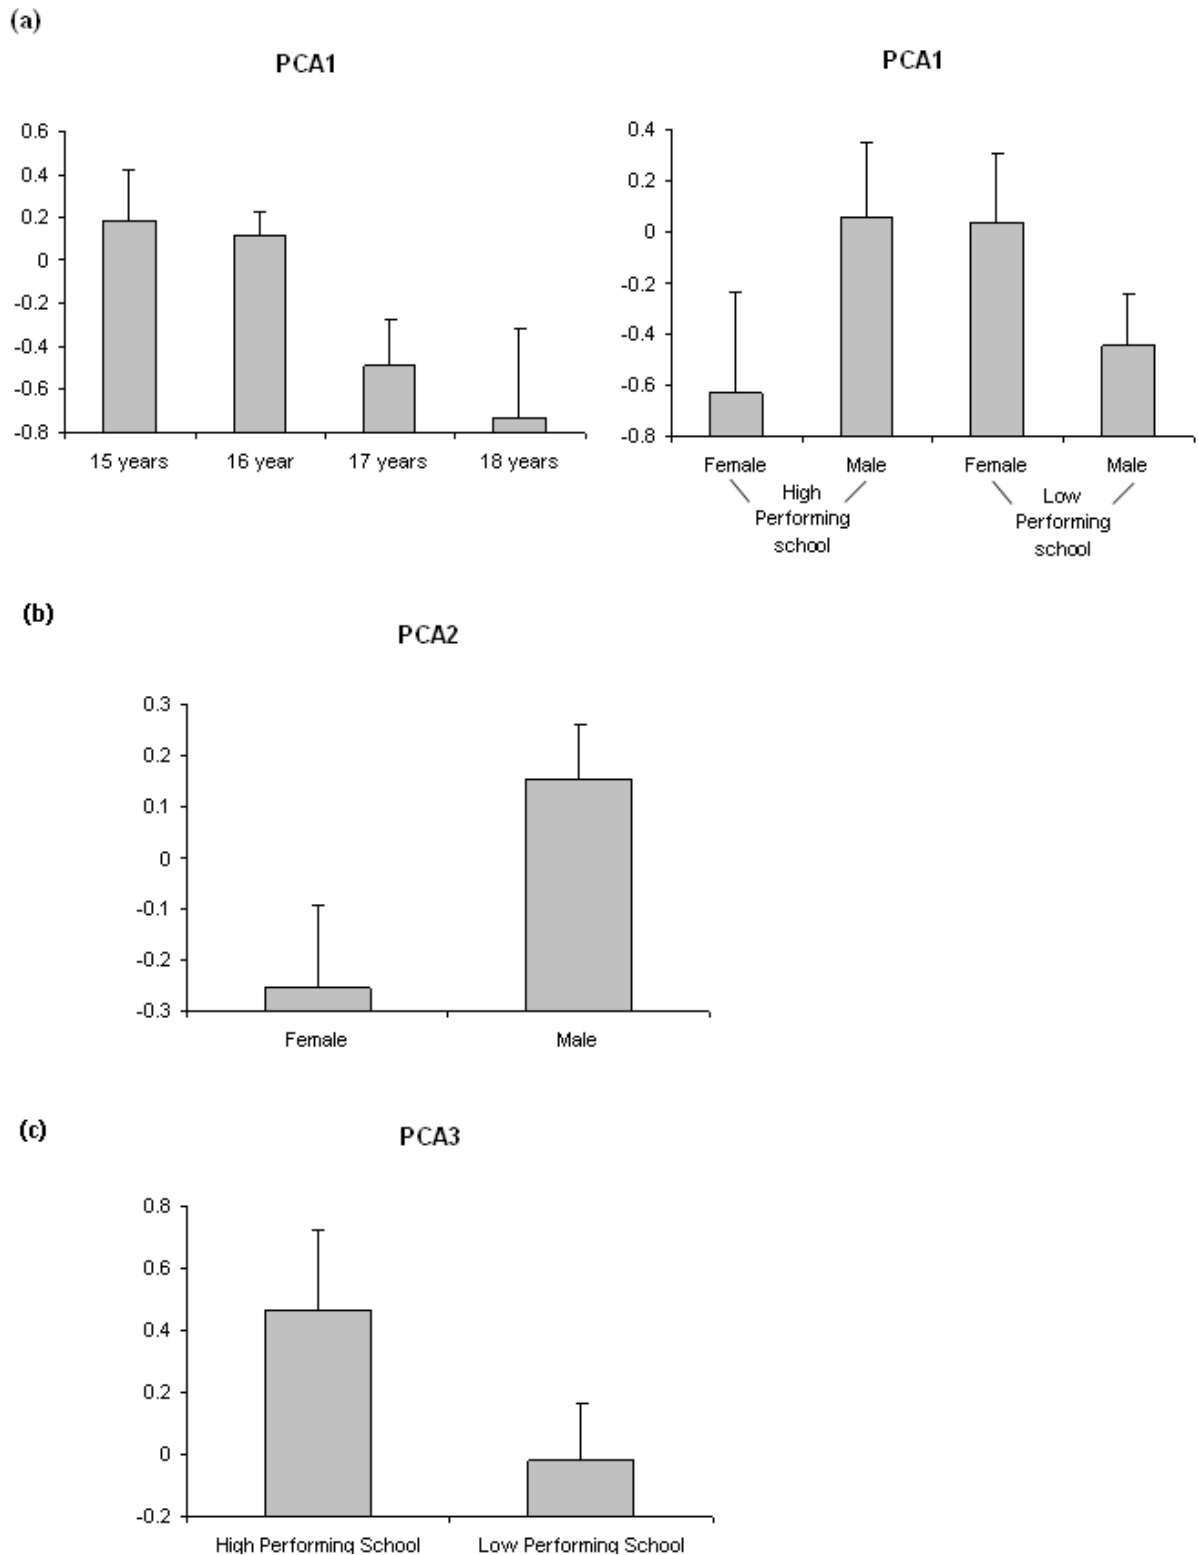 (a)
PCA1
0.6
0.4
0.2
0
-0.2
-0.4
-0.6
-0.8
15 years 16 year 17 years 18 years
PCA1
0.4
0.2
0
-0.2
-0.4
-0.6
-0.8
Female Male Female Male
High
Performing
school
Low
Performing
school
(b)
PCA2
0.3
0.2
0.1
0
-0.1
-0.2
-0.3
Female Male
(c)
PCA3
0.8
0.6
0.4
0.2
0
-0.2
High Performing School Low Performing School